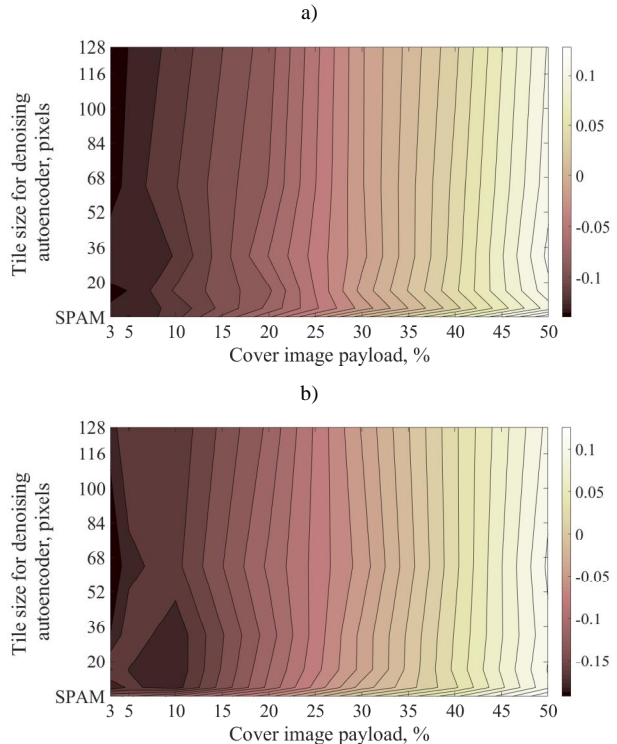 a)
128
116
100
84
68
52
36
20
SPAM
Tile size for denoising
autoencoder, pixels
3 5 10 15 20 25 30 35 40 45 50
Cover image payload, %
0.1
0.05
0
-0.05
-0.1
b)
128
116
100
84
68
52
36
20
SPAM
Tile size for denoising
autoencoder, pixels
3 5 10 15 20 25 30 35 40 45 50
Cover image payload, %
0.1
0.05
0
-0.05
-0.1
-0.15